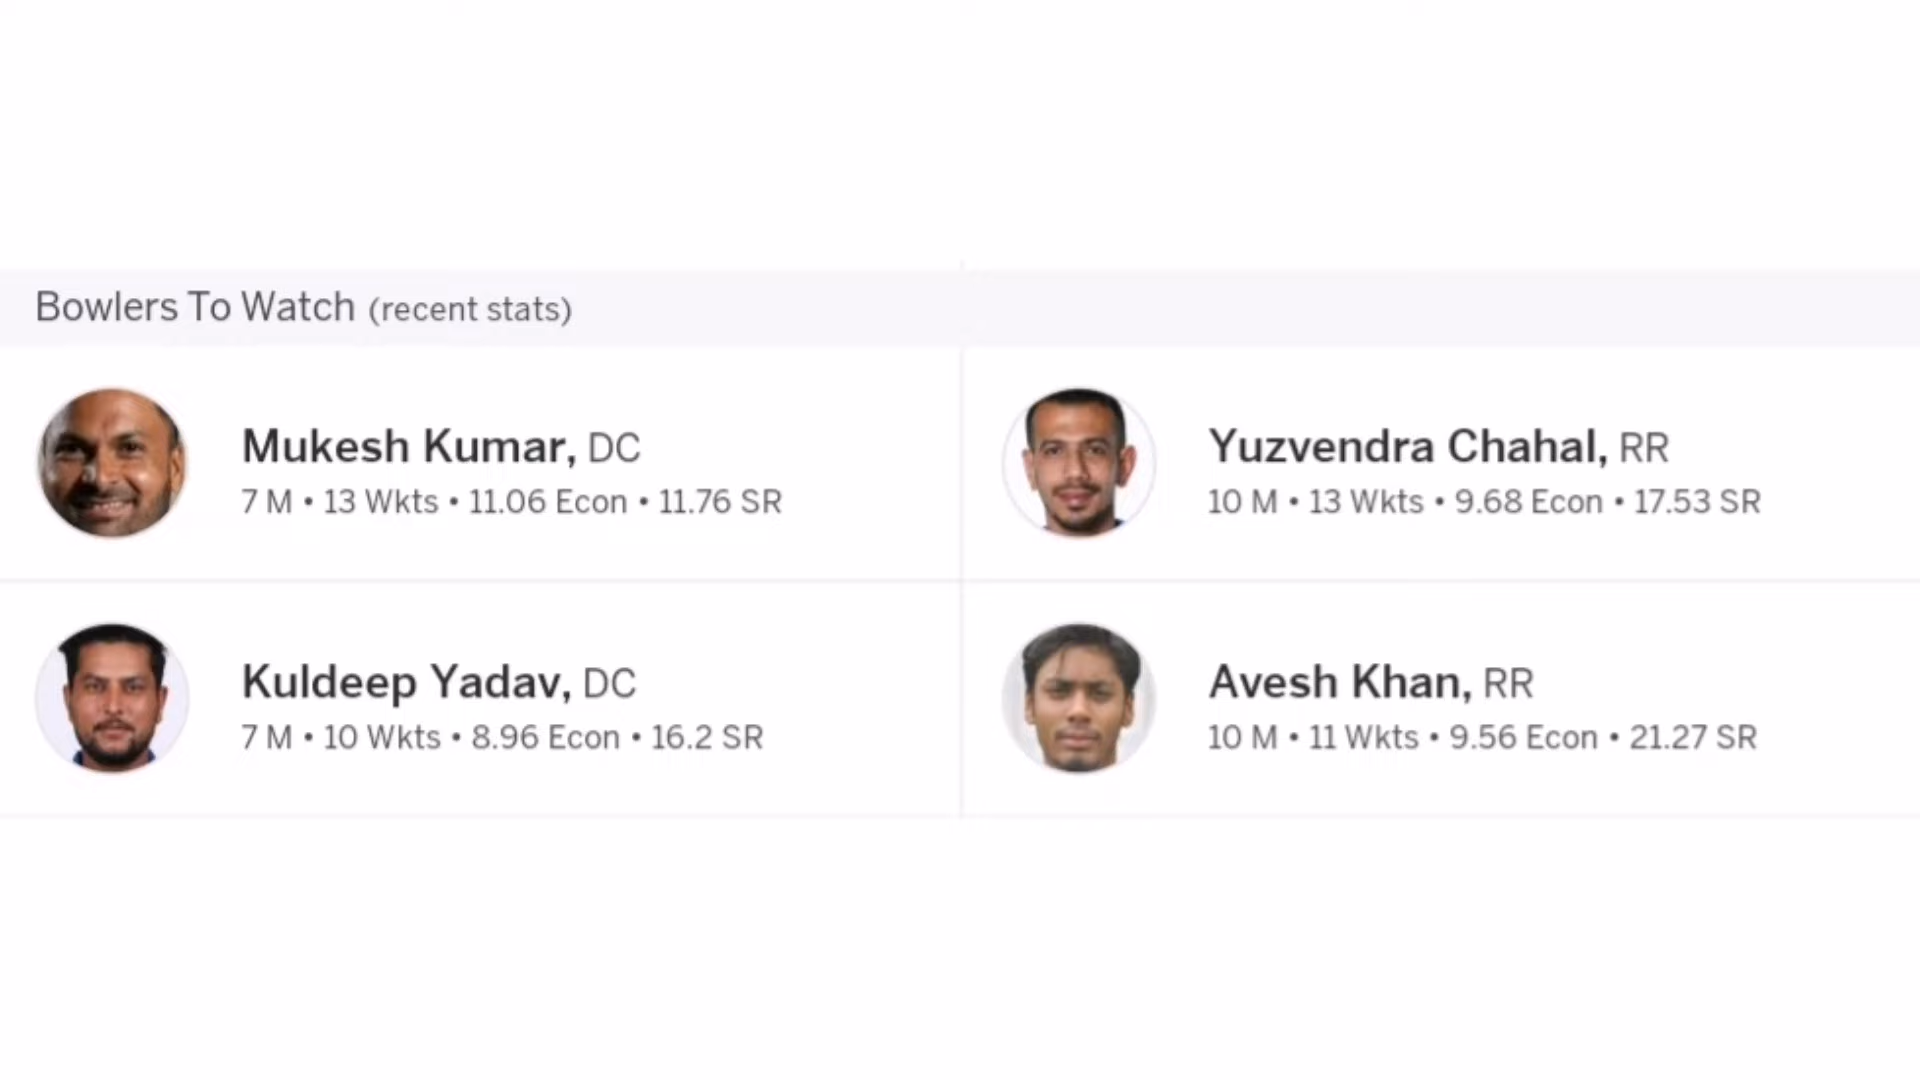 Bowlers To Watch (recent stats)
Mukesh Kumar, DC
7 M • 13 Wkts • 11.06 Econ • 11.76 SR
Yuzvendra Chahal, RR
10 M • 13 Wkts • 9.68 Econ • 17.53 SR
Kuldeep Yadav, DC
7 M • 10 Wkts • 8.96 Econ • 16.2 SR
Avesh Khan, RR
10 M • 11 Wkts • 9.56 Econ • 21.27 SR